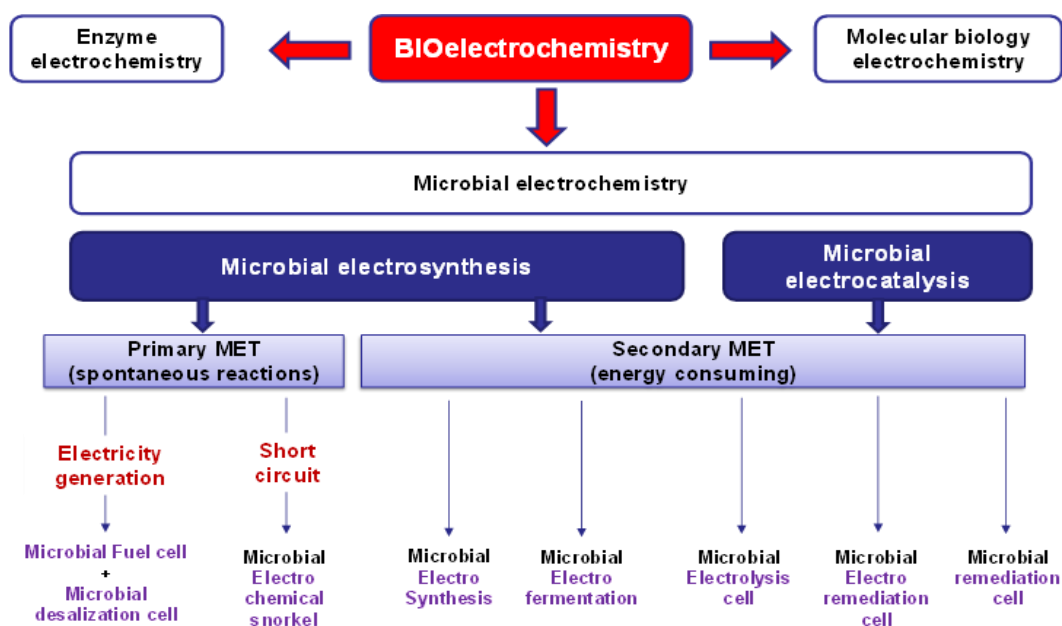 Enzyme
electrochemistry
BIOelectrochemistry
Molecular biology
electrochemistry
Microbial electrochemistry
Microbial electrosynthesis
Microbial
electrocatalysis
Primary MET
(spontaneous reactions)
Secondary MET
(energy consuming)
Electricity
generation
Short
circuit
Microbial Fuel cell
+
Microbial
desalization cell
Microbial
Electro
chemical
snorkel
Microbial
Electro
Synthesis
Microbial
Electro
fermentation
Microbial
Electrolysis
cell
Microbial
Electro
remediation
cell
Microbial
remediation
cell